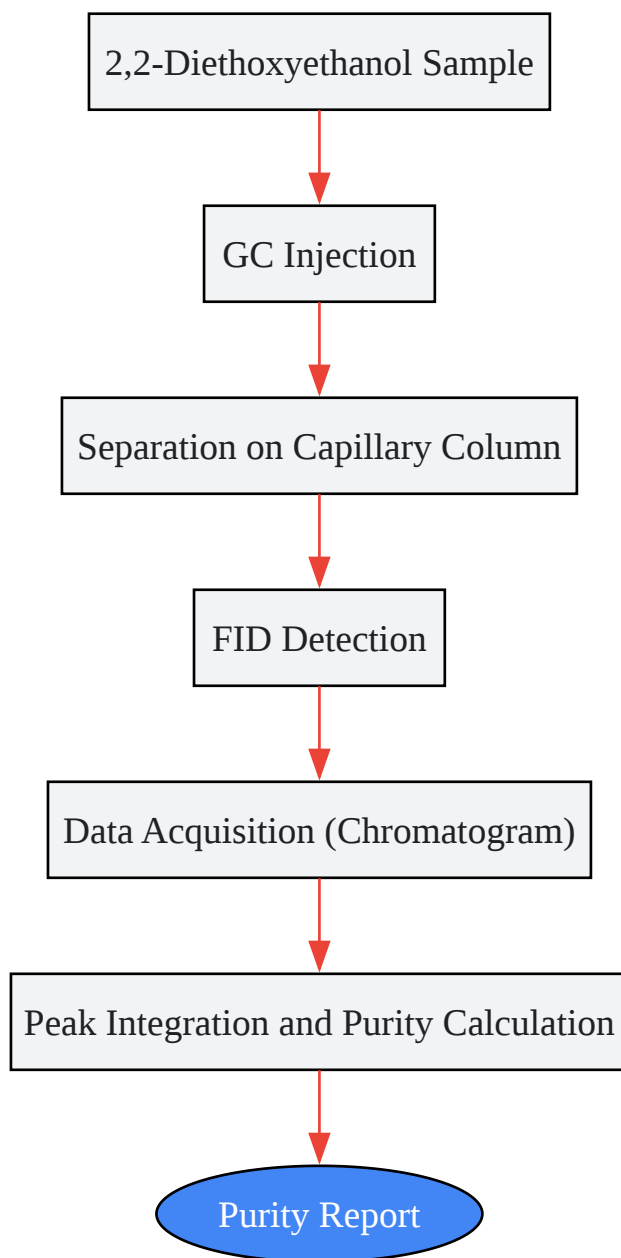 2,2-Diethoxyethanol Sample
GC Injection
Separation on Capillary Column
FID Detection
Data Acquisition (Chromatogram)
Peak Integration and Purity Calculation
Purity Report